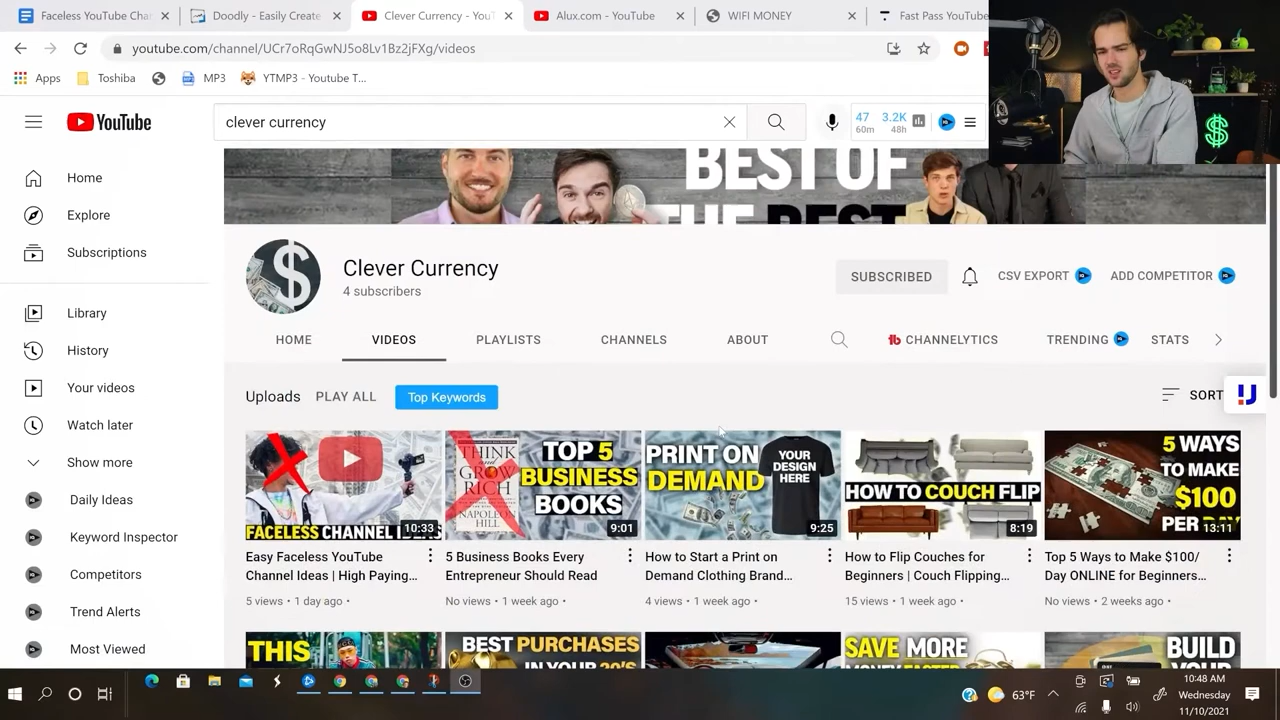 Faceless YouTube Cha
Doodly - Easily Create
Clever Currency - YouT
Alux.com - YouTube
WIFI MONEY
Fast Pass YouTube
youtube.com/channel/UCr7oRqGwNJ5o8Lv1Bz2jFXg/videos
Apps
Toshiba
MP3
YTMP3 - Youtube T...
YouTube
clever currency
47
60m
3.2K
48h
Home
Explore
Subscriptions
Library
History
Your videos
Watch later
Show more
Daily Ideas
Keyword Inspector
Competitors
Trend Alerts
Most Viewed
BEST OF
THE BEST
Clever Currency
4 subscribers
SUBSCRIBED
CSV EXPORT
ADD COMPETITOR
HOME
VIDEOS
PLAYLISTS
CHANNELS
ABOUT
CHANNELYTICS
TRENDING
STATS
Uploads
PLAY ALL
Top Keywords
SORT
FACELESS CHANNEL IDEAS
10:33
Easy Faceless YouTube
Channel Ideas | High Paying...
5 views • 1 day ago •
THINK
and
GROW
RICH
NAPOLEON
HILL
TOP 5
BUSINESS
BOOKS
9:01
5 Business Books Every
Entrepreneur Should Read
No views • 1 week ago •
PRINT ON
DEMAND
YOUR
DESIGN
HERE
9:25
How to Start a Print on
Demand Clothing Brand...
4 views • 1 week ago •
HOW TO COUCH FLIP
8:19
How to Flip Couches for
Beginners | Couch Flipping...
15 views • 1 week ago •
5 WAYS
TO MAKE
$100
PER DAY
13:11
Top 5 Ways to Make $100/
Day ONLINE for Beginners...
No views • 2 weeks ago •
THIS
BEST PURCHASES
IN YOUR 20'S
SAVE MORE
MONEY FASTER
BUILD
YOUR
63°F
10:48 AM
Wednesday
11/10/2021